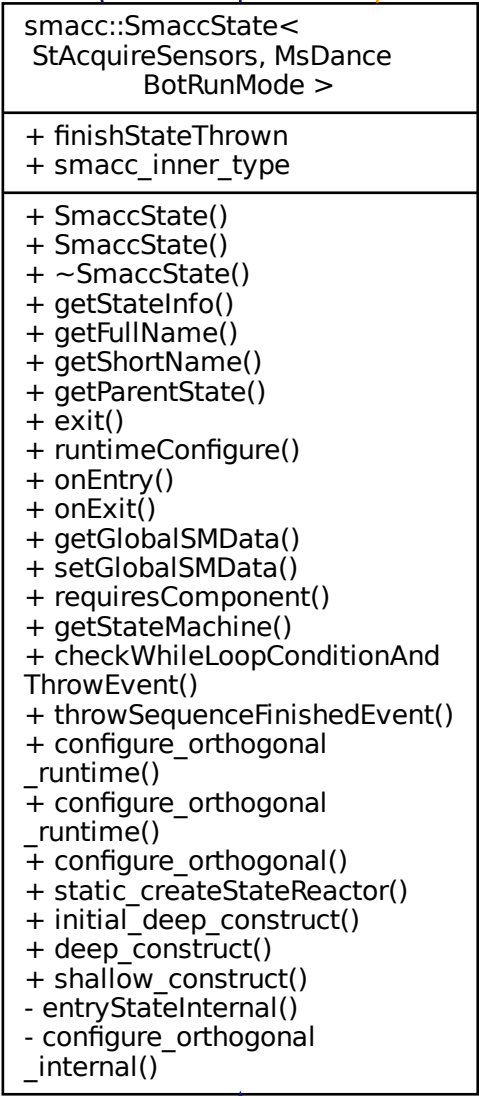 smacc::SmaccState<
StAcquireSensors, MsDance
BotRunMode >
+ finishStateThrown
+ smacc_inner_type
+ SmaccState()
+ SmaccState()
+ ~SmaccState()
+ getStateInfo()
+ getFullName()
+ getShortName()
+ getParentState()
+ exit()
+ runtimeConfigure()
+ onEntry()
+ onExit()
+ getGlobalSMData()
+ setGlobalSMData()
+ requiresComponent()
+ getStateMachine()
+ checkWhileLoopConditionAnd
ThrowEvent()
+ throwSequenceFinishedEvent()
+ configure_orthogonal
_runtime()
+ configure_orthogonal
_runtime()
+ configure_orthogonal()
+ static_createStateReactor()
+ initial_deep_construct()
+ deep_construct()
+ shallow_construct()
- entryStateInternal()
- configure_orthogonal
_internal()